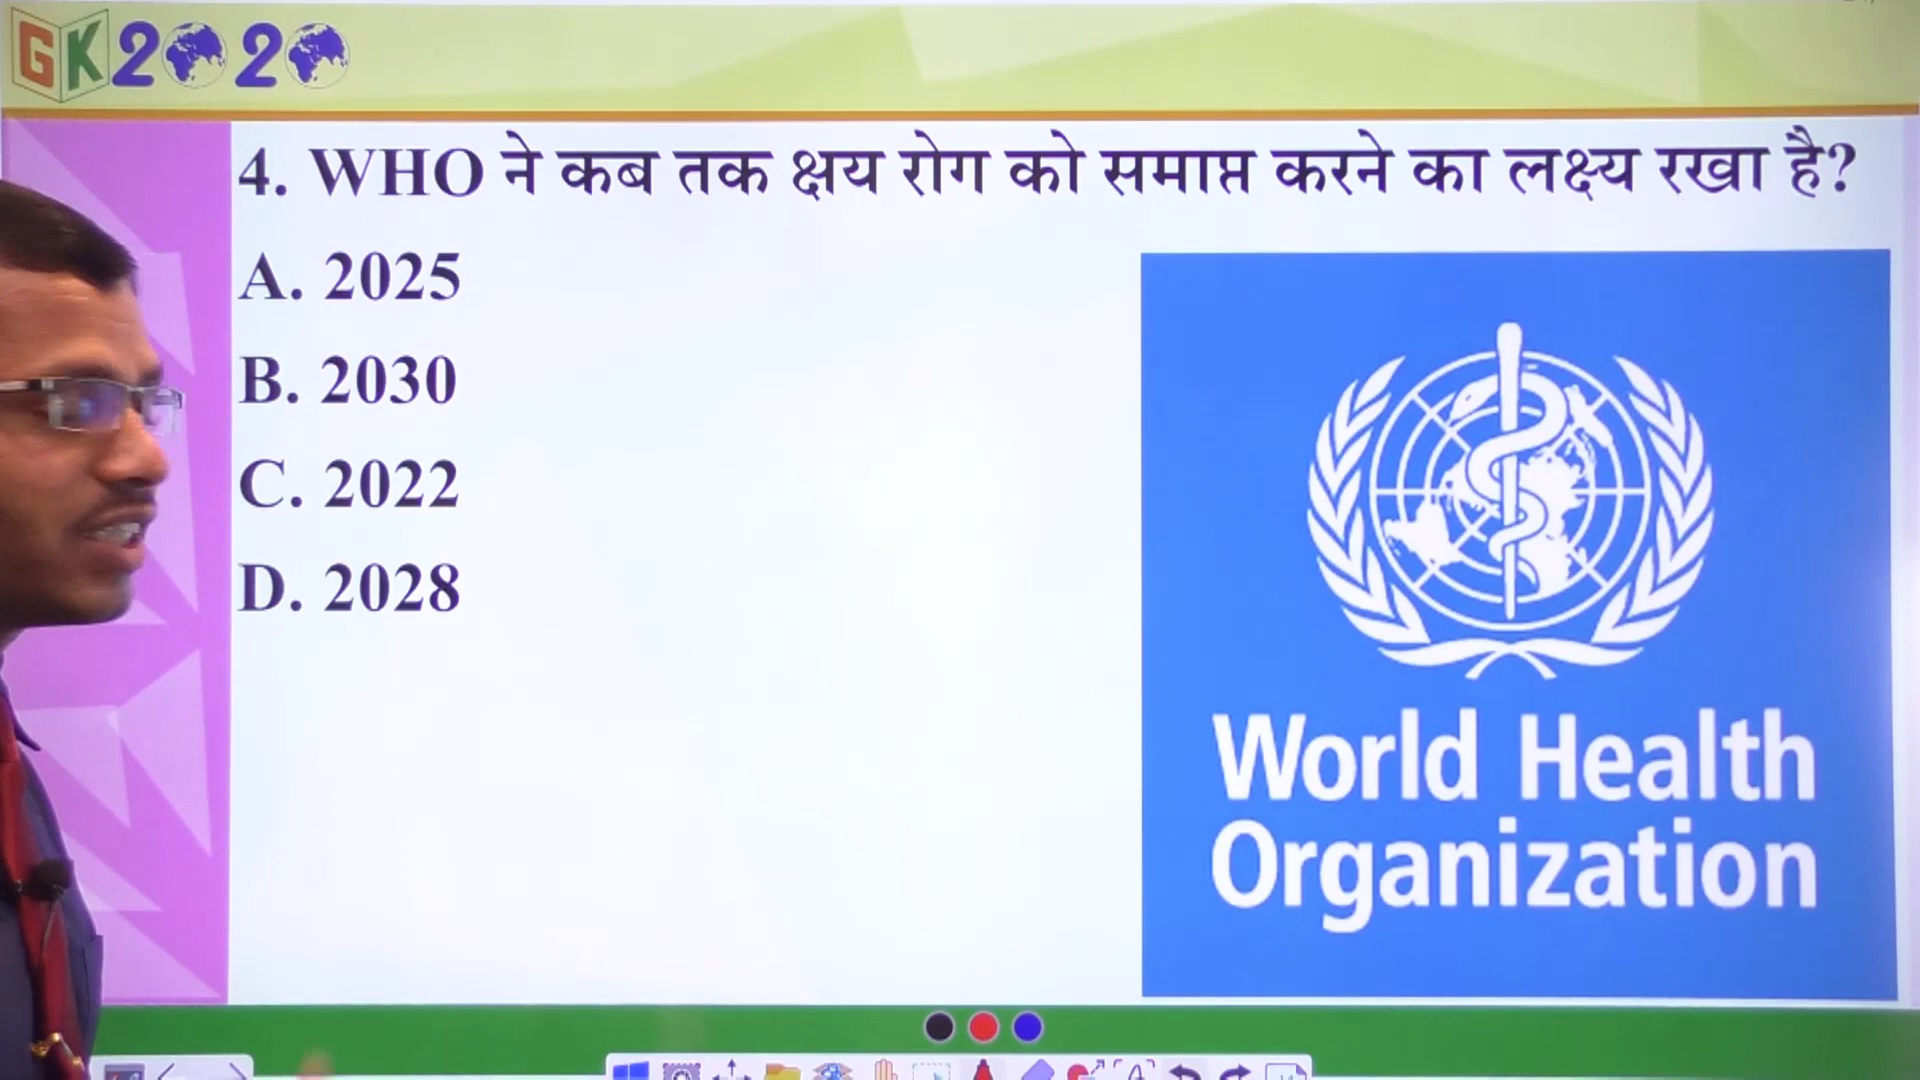 GK2020
4. WHO ने कब तक क्षय रोग को समाप्त करने का लक्ष्य रखा है?
A. 2025
B. 2030
C. 2022
D. 2028
World Health
Organization